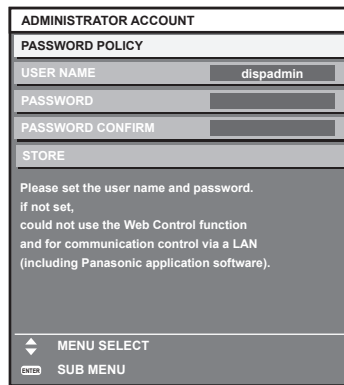 ADMINISTRATOR ACCOUNT
PASSWORD POLICY
USER NAME dispadmin
PASSWORD
PASSWORD CONFIRM
STORE
Please set the user name and password.
if not set,
could not use the Web Control function
and for communication control via a LAN
(including Panasonic application software).
MENU SELECT
ENTER SUB MENU